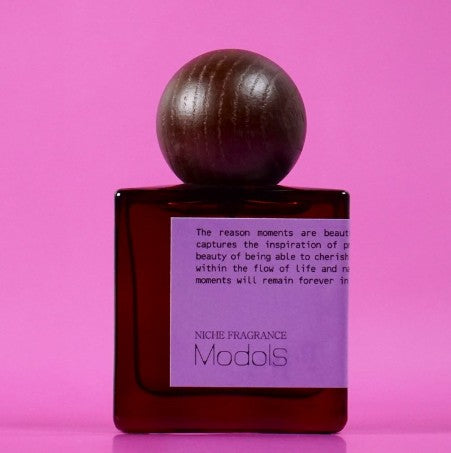 The reason moments are beaut
captures the inspiration of p
beauty of being able to cherish
within the flow of life and na
moments will remain forever in
NICHE FRAGRANCE
Modols